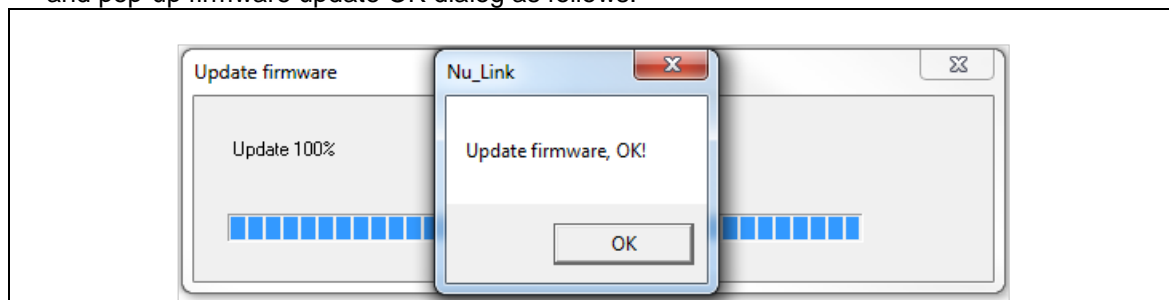 and pop-up firmware update OK dialog as follows:
Update firmware
Nu_Link
Update 100%
Update firmware, OK!
OK